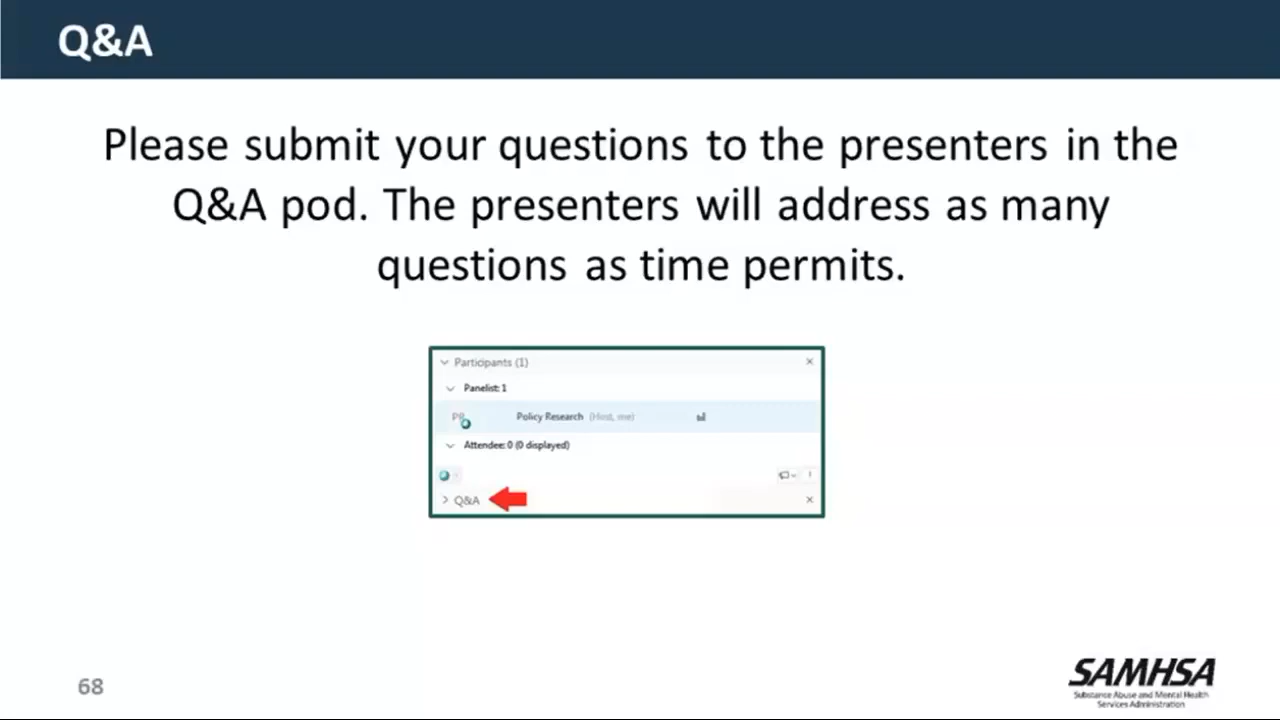 Q&A
Please submit your questions to the presenters in the
Q&A pod. The presenters will address as many
questions as time permits.
Participants (1)
Panelist: 1
PR Policy Research (Host, me)
Attendee: 0 (0 displayed)
Q&A
68
SAMHSA
Substance Abuse and Mental Health
Services Administration